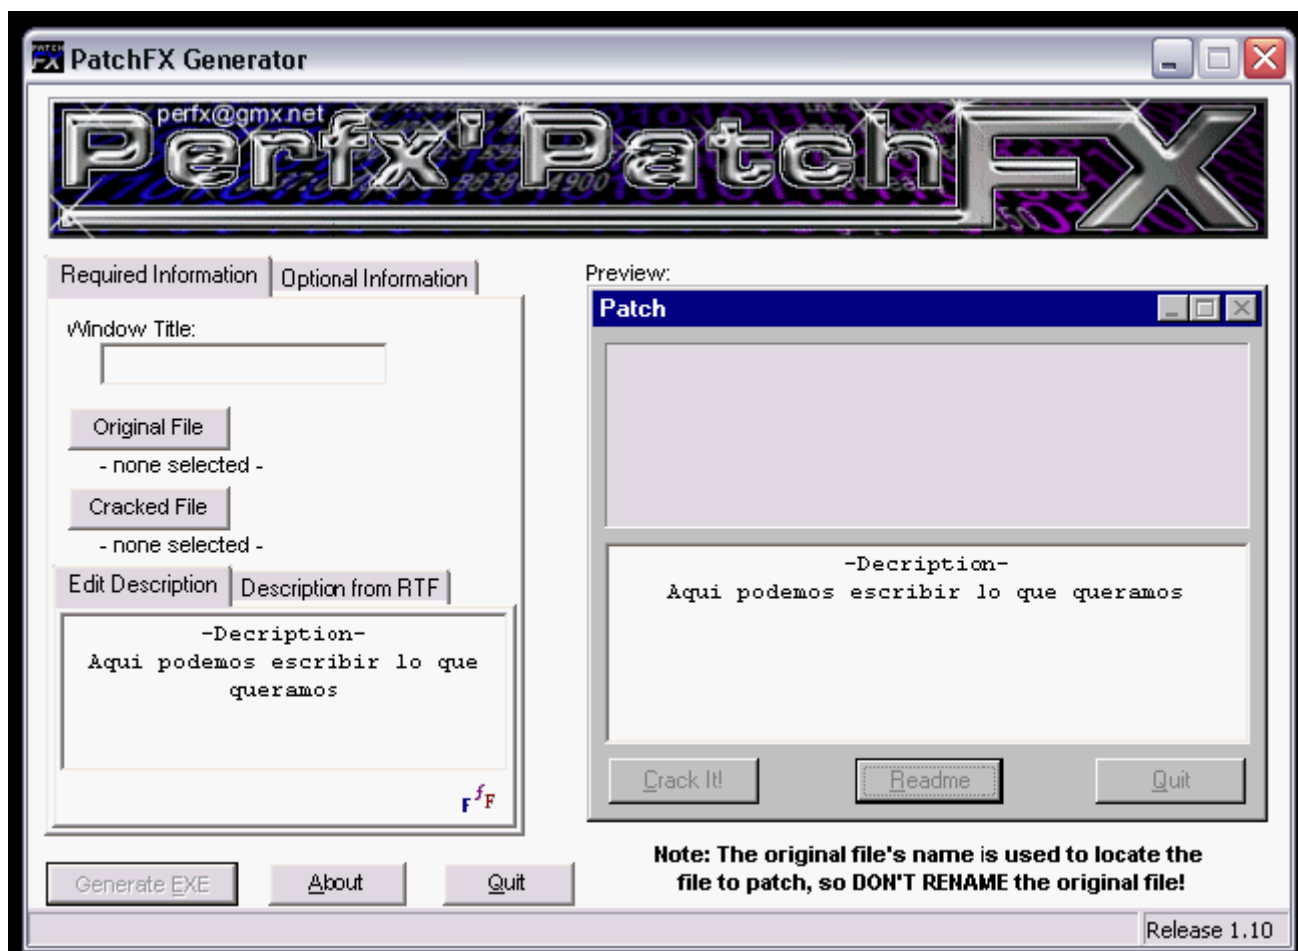 PatchFX Generator
perfx@gmx.net
Perfx' PatchFX
Required Information
Optional Information
Window Title:
Original File
- none selected -
Cracked File
- none selected -
Edit Description
Description from RTF
-Decription-
Aqui podemos escribir lo que
queramos
F f F
Generate EXE
About
Quit
Preview:
Patch
-Decription-
Aqui podemos escribir lo que queramos
Crack It!
Readme
Quit
Note: The original file's name is used to locate the
file to patch, so DON'T RENAME the original file!
Release 1.10